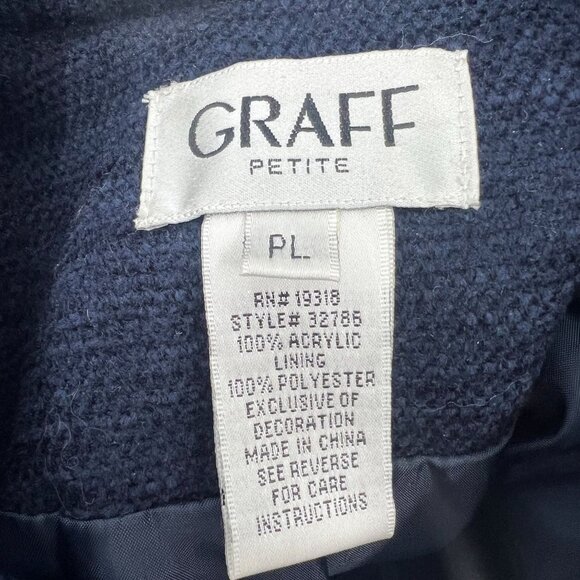 GRAFF
PETITE
PL
RN# 19318
STYLE# 32786
100% ACRYLIC
LINING
100% POLYESTER
EXCLUSIVE OF
DECORATION
MADE IN CHINA
SEE REVERSE
FOR CARE
INSTRUCTIONS